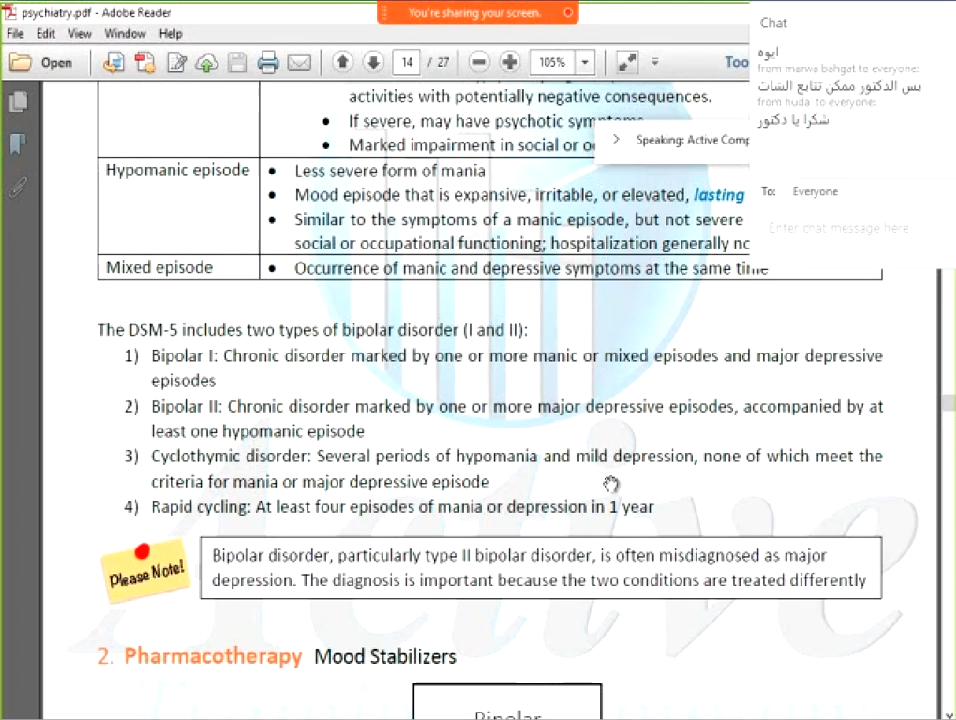 psychiatry.pdf - Adobe Reader
You're sharing your screen.
File Edit View Window Help
Open 14 / 27 105% Too
activities with potentially negative consequences.
• If severe, may have psychotic symptoms
• Marked impairment in social or oc
Hypomanic episode
• Less severe form of mania
• Mood episode that is expansive, irritable, or elevated, lasting
• Similar to the symptoms of a manic episode, but not severe
social or occupational functioning; hospitalization generally no
Mixed episode
• Occurrence of manic and depressive symptoms at the same time
The DSM-5 includes two types of bipolar disorder (I and II):
1) Bipolar I: Chronic disorder marked by one or more manic or mixed episodes and major depressive
episodes
2) Bipolar II: Chronic disorder marked by one or more major depressive episodes, accompanied by at
least one hypomanic episode
3) Cyclothymic disorder: Several periods of hypomania and mild depression, none of which meet the
criteria for mania or major depressive episode
4) Rapid cycling: At least four episodes of mania or depression in 1 year
Please Note!
Bipolar disorder, particularly type II bipolar disorder, is often misdiagnosed as major
depression. The diagnosis is important because the two conditions are treated differently
2. Pharmacotherapy Mood Stabilizers
Bipolar
Active
Speaking: Active Comp
Chat
ايوه
from marwa bahgat to everyone:
بس الدكتور ممكن تتابع الشات
from huda to everyone:
شكرا يا دكتور
To: Everyone
Enter chat message here